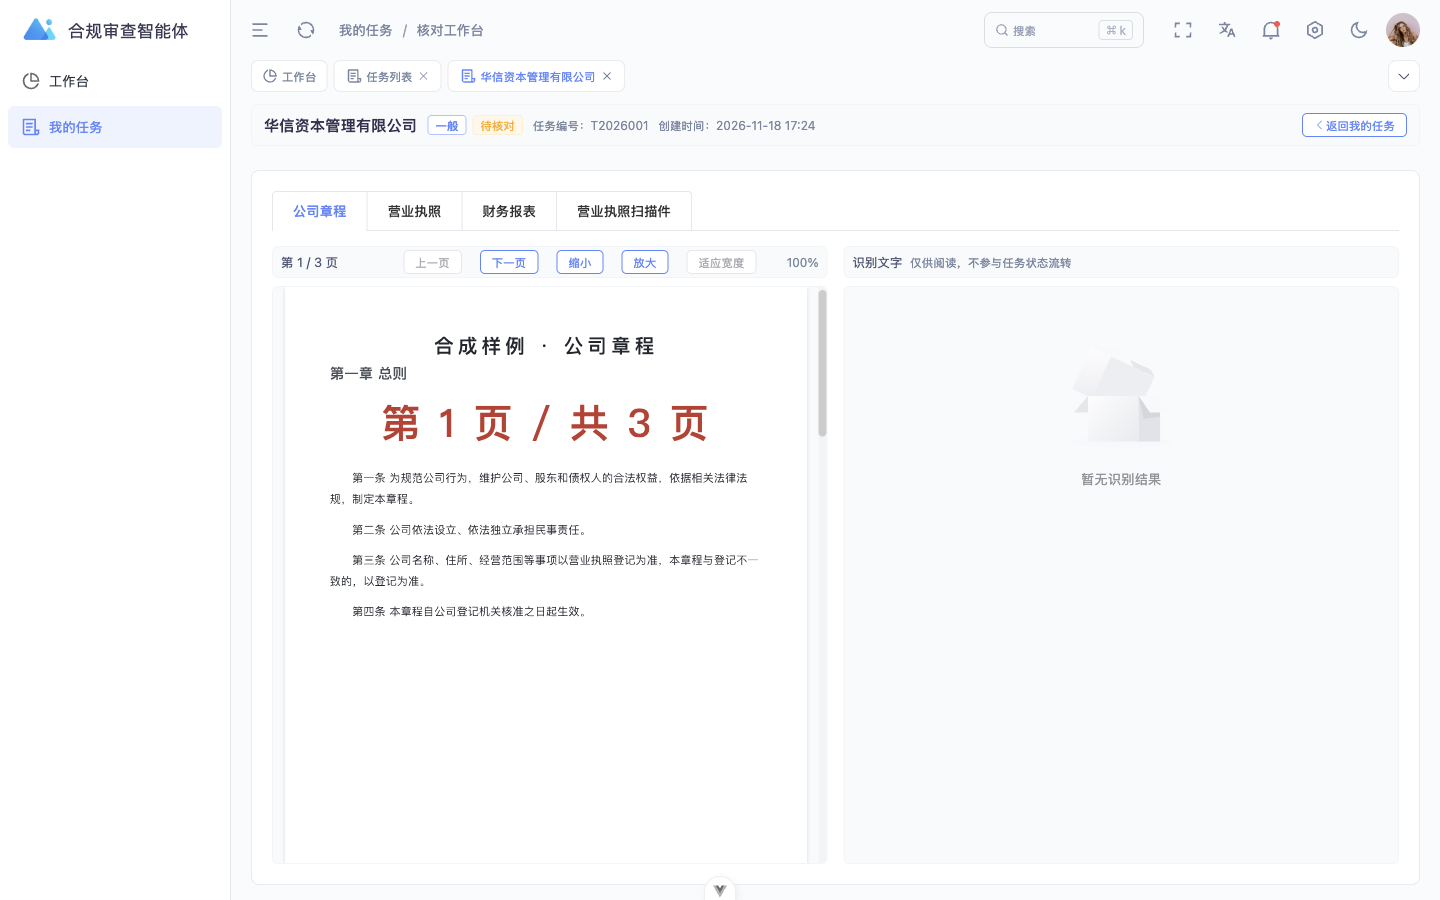 合规审查智能体
工作台
我的任务
我的任务 / 核对工作台
搜索
⌘ k
工作台
任务列表
华信资本管理有限公司
华信资本管理有限公司
一般
待核对
任务编号：T2026001
创建时间：2026-11-18 17:24
返回我的任务
公司章程
营业执照
财务报表
营业执照扫描件
第 1 / 3 页
上一页
下一页
缩小
放大
适应宽度
100%
识别文字
仅供阅读，不参与任务状态流转
合成样例 · 公司章程
第一章 总则
第 1 页 / 共 3 页
第一条 为规范公司行为，维护公司、股东和债权人的合法权益，依据相关法律法
规，制定本章程。
第二条 公司依法设立、依法独立承担民事责任。
第三条 公司名称、住所、经营范围等事项以营业执照登记为准，本章程与登记不一
致的，以登记为准。
第四条 本章程自公司登记机关核准之日起生效。
暂无识别结果